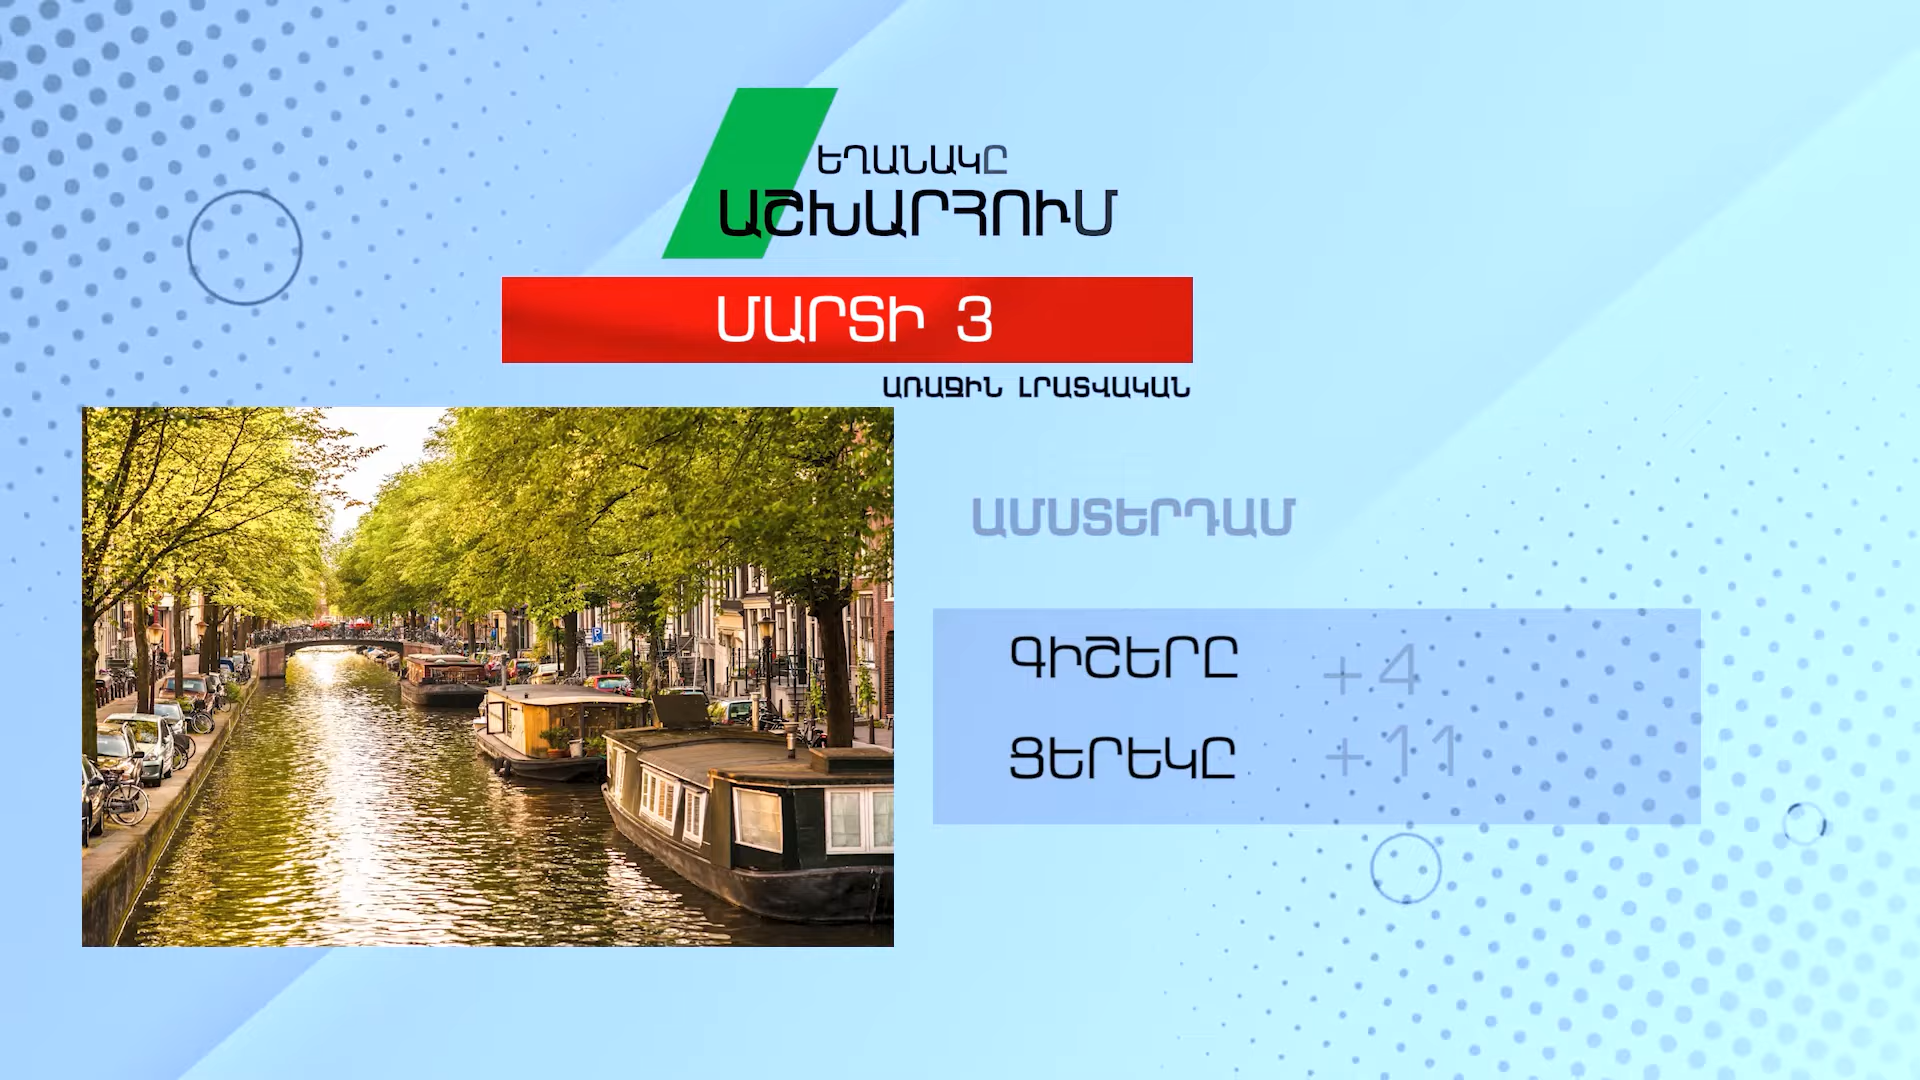 ԵՂԱՆԱԿԸ
ԱՇԽԱՐՀՈՒՄ
ՄԱՐՏԻ 3
ԱՌԱՋԻՆ ԼՐԱՏՎԱԿԱՆ
ԱՄՍՏԵՐԴԱՄ
ԳԻՇԵՐԸ +4
ՑԵՐԵԿԸ +11